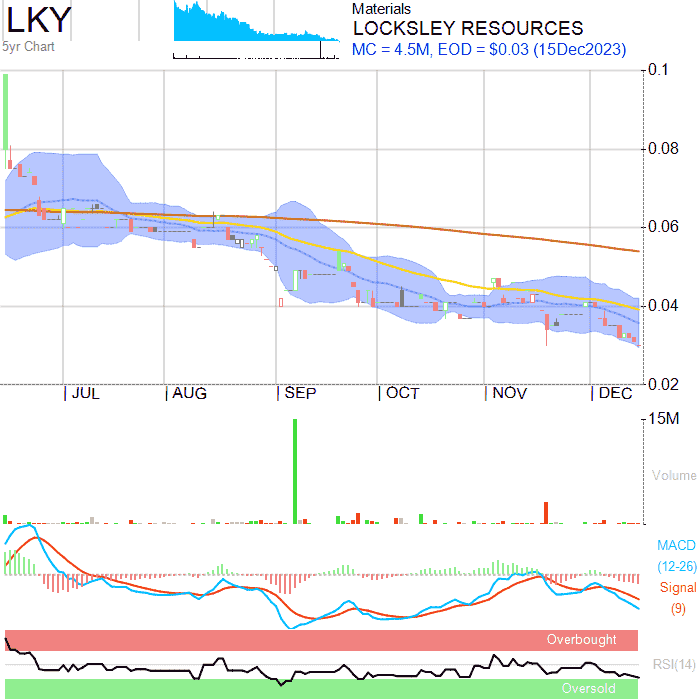 LKY
5yr Chart
Materials
LOCKSLEY RESOURCES
MC = 4.5M, EOD = $0.03 (15Dec2023)
0.1
0.08
0.06
0.04
0.02
JUL AUG SEP OCT NOV DEC
15M
Volume
MACD
(12-26)
Signal
(9)
Overbought
RSI(14)
Oversold